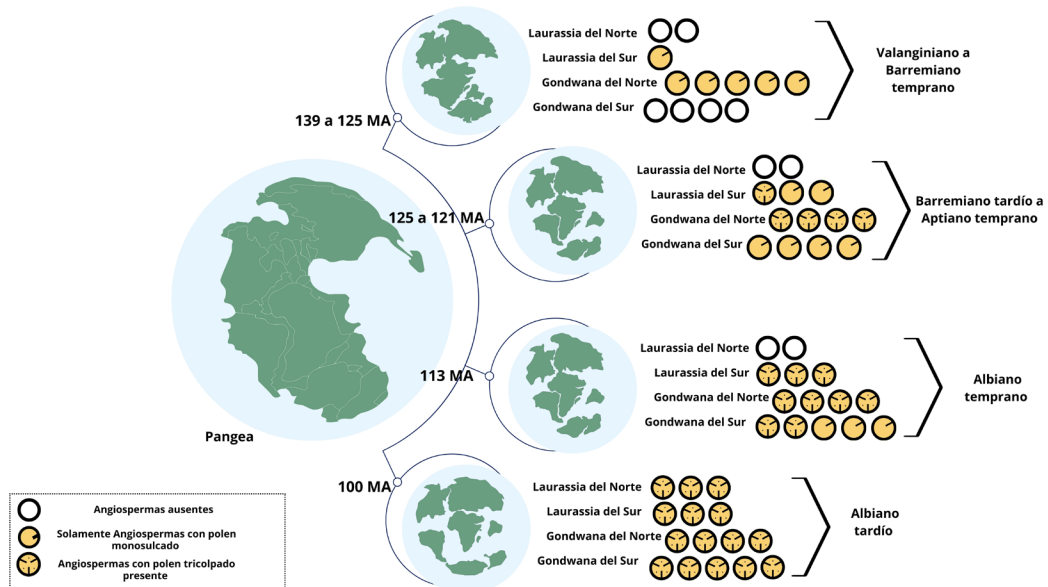 Laurassia del Norte
Laurassia del Sur
Gondwana del Norte
Gondwana del Sur
Valanginiano a
Barremiano
temprano
139 a 125 MA
Laurassia del Norte
Laurassia del Sur
Gondwana del Norte
Gondwana del Sur
Barremiano tardío a
Aptiano temprano
125 a 121 MA
Laurassia del Norte
Laurassia del Sur
Gondwana del Norte
Gondwana del Sur
Albiano
temprano
113 MA
Pangea
100 MA
Laurassia del Norte
Laurassia del Sur
Gondwana del Norte
Gondwana del Sur
Albiano
tardío
Angiospermas ausentes
Solamente Angiospermas con polen
monosulcado
Angiospermas con polen tricolpado
presente